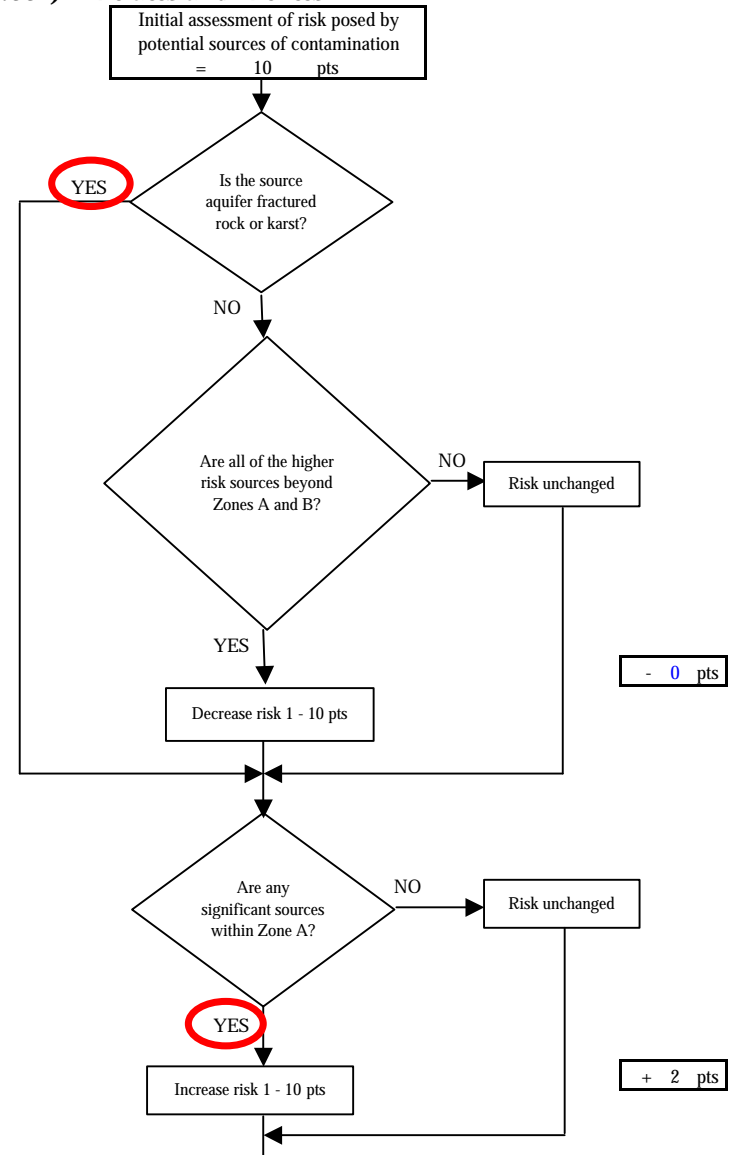 Initial assessment of risk posed by
potential sources of contamination
= 10 pts
YES
Is the source
aquifer fractured
rock or karst?
NO
Are all of the higher
risk sources beyond
Zones A and B?
NO
Risk unchanged
YES
- 0 pts
Decrease risk 1 - 10 pts
Are any
significant sources
within Zone A?
NO
Risk unchanged
YES
+ 2 pts
Increase risk 1 - 10 pts